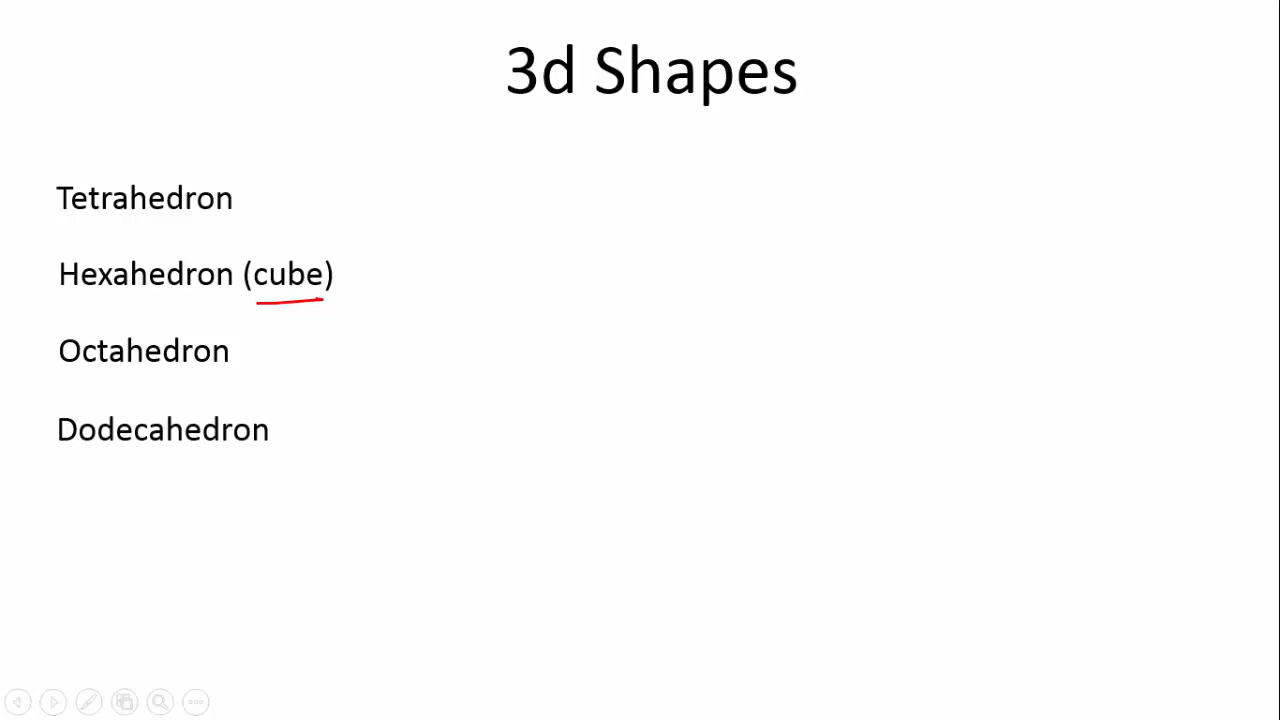 3d Shapes
Tetrahedron
Hexahedron (cube)
Octahedron
Dodecahedron